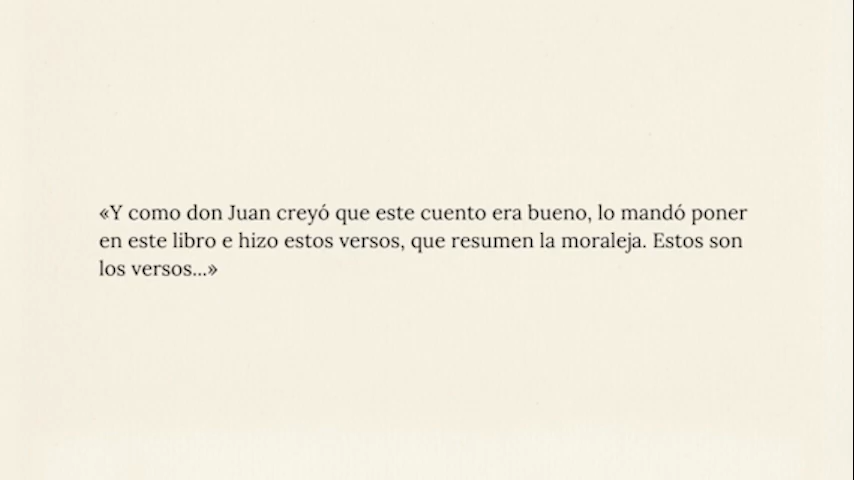 «Y como don Juan creyó que este cuento era bueno, lo mandó poner
en este libro e hizo estos versos, que resumen la moraleja. Estos son
los versos...»